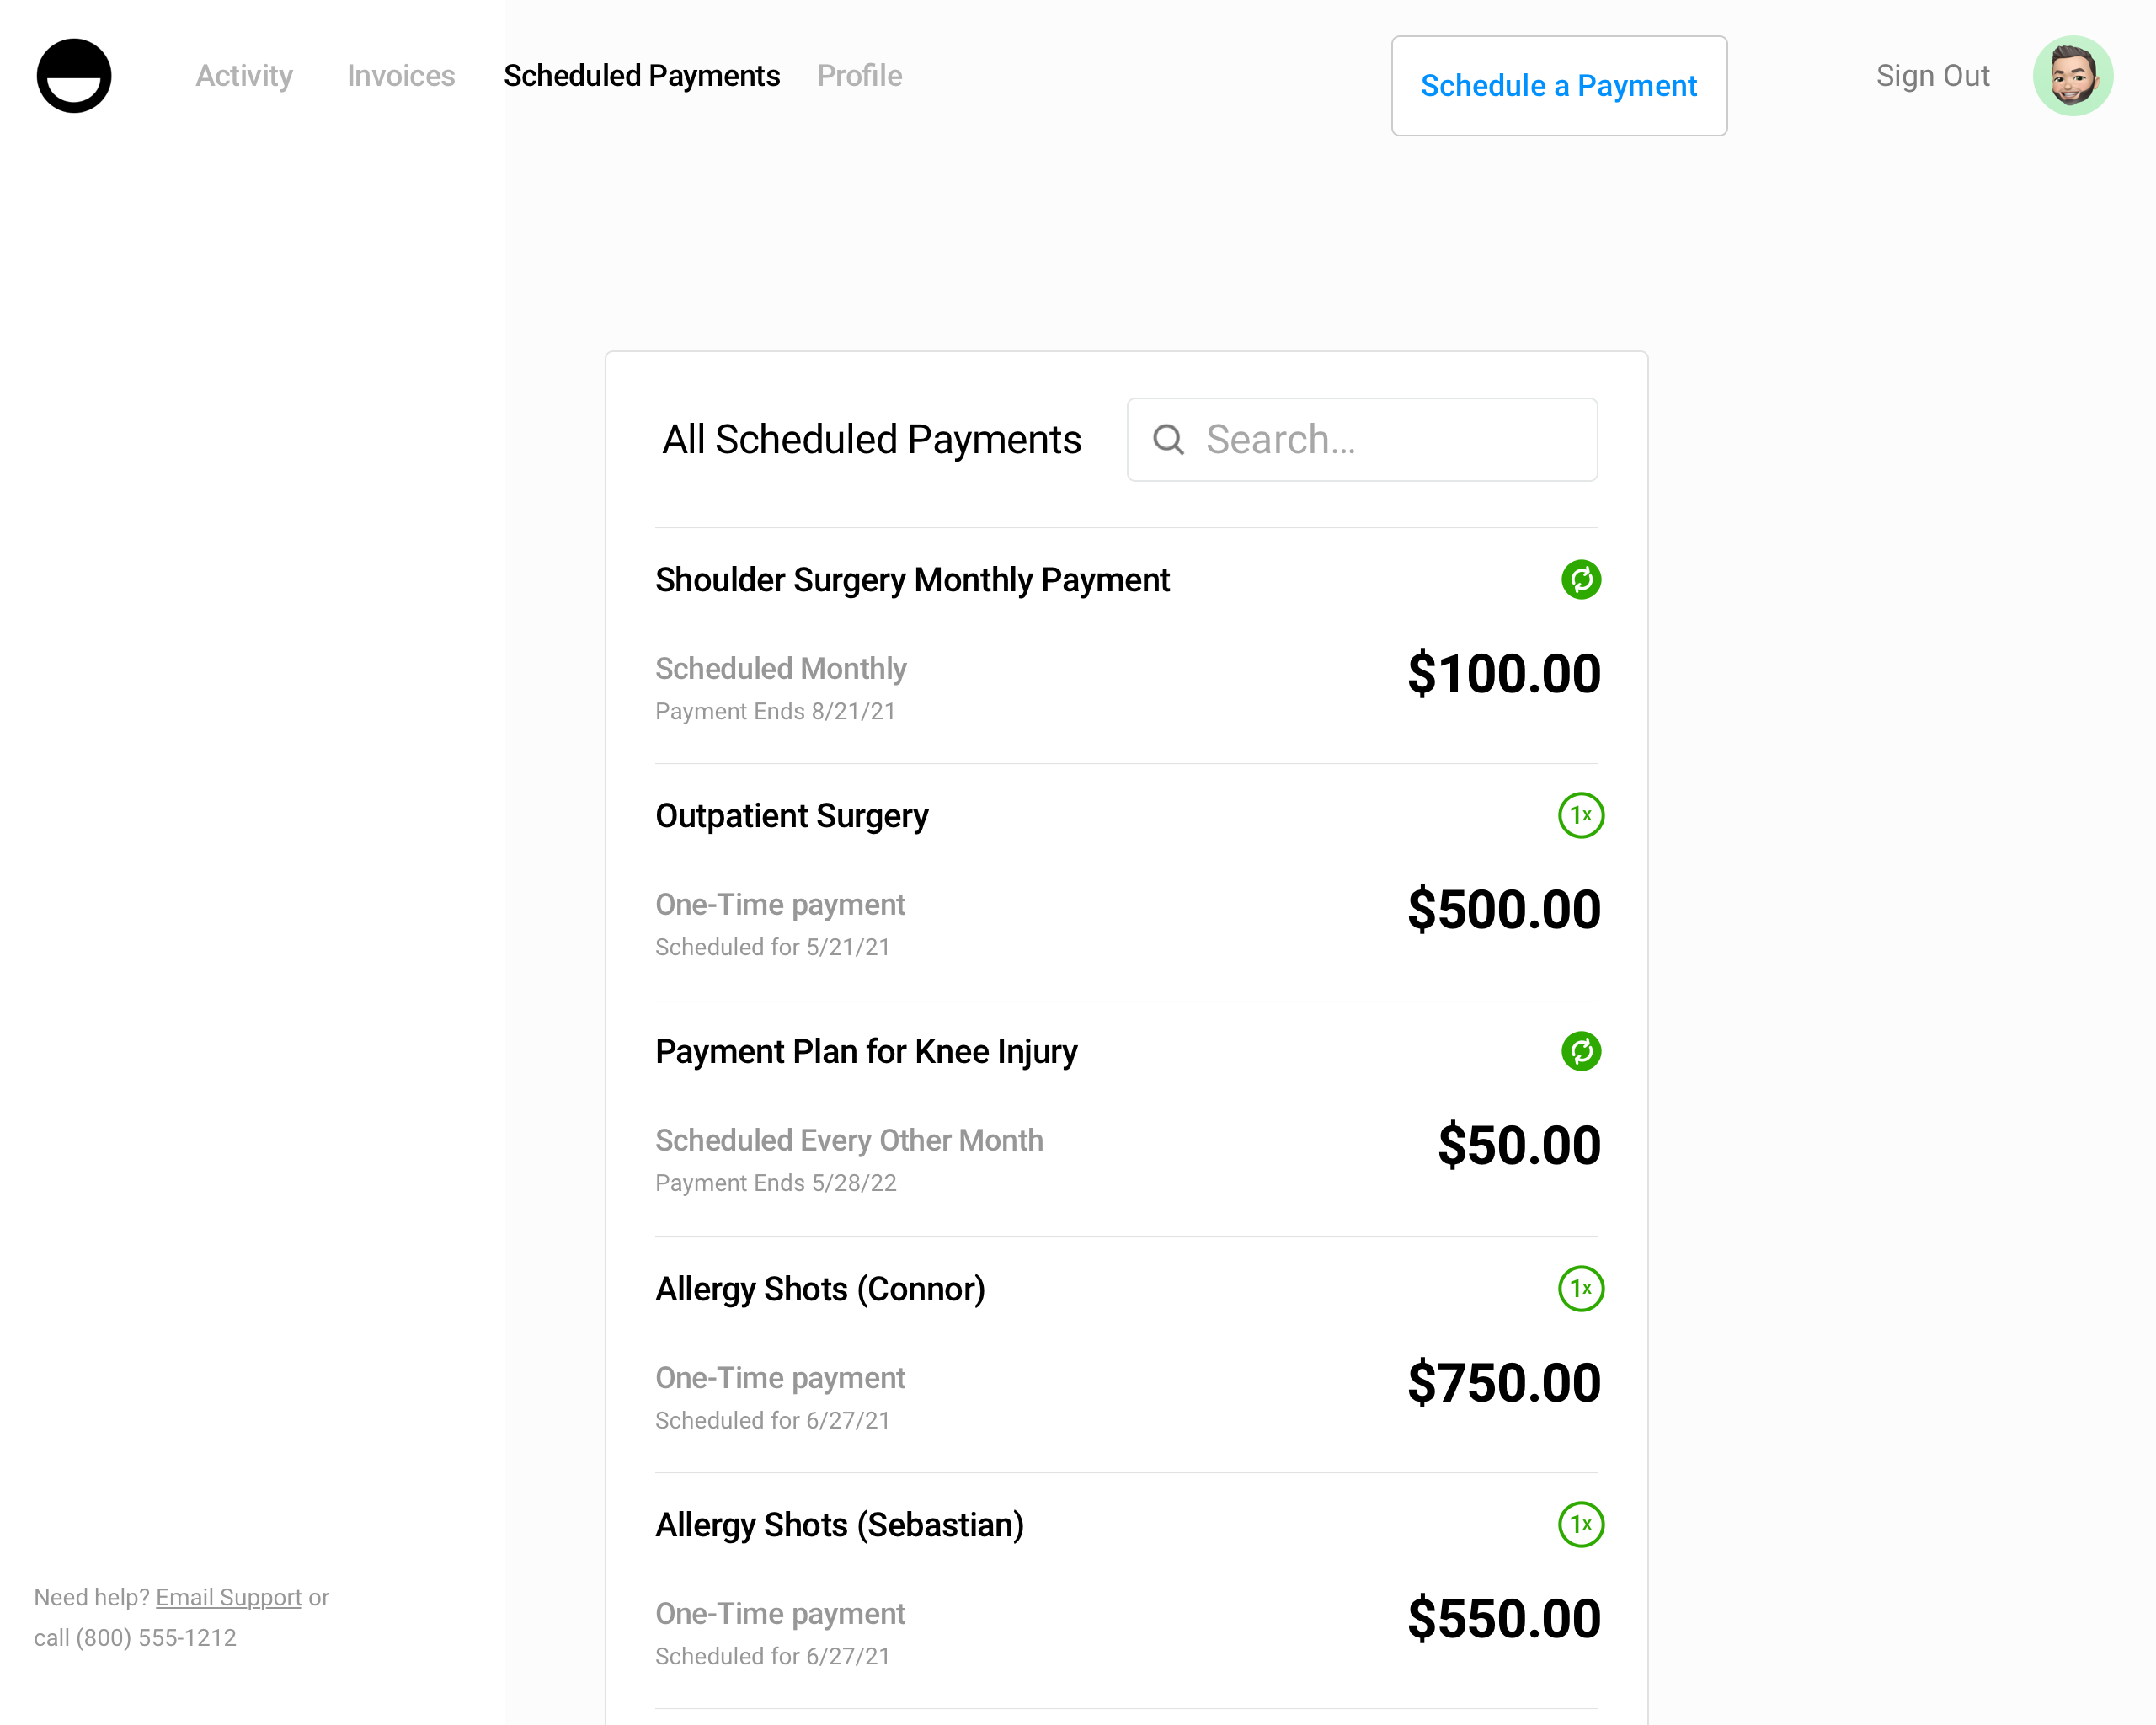 Activity Invoices Scheduled Payments Profile Schedule a Payment Sign Out
All Scheduled Payments Search...
Shoulder Surgery Monthly Payment
Scheduled Monthly $100.00
Payment Ends 8/21/21
Outpatient Surgery 1x
One-Time payment $500.00
Scheduled for 5/21/21
Payment Plan for Knee Injury
Scheduled Every Other Month $50.00
Payment Ends 5/28/22
Allergy Shots (Connor) 1x
One-Time payment $750.00
Scheduled for 6/27/21
Allergy Shots (Sebastian) 1x
One-Time payment $550.00
Scheduled for 6/27/21
Need help? Email Support or
call (800) 555-1212